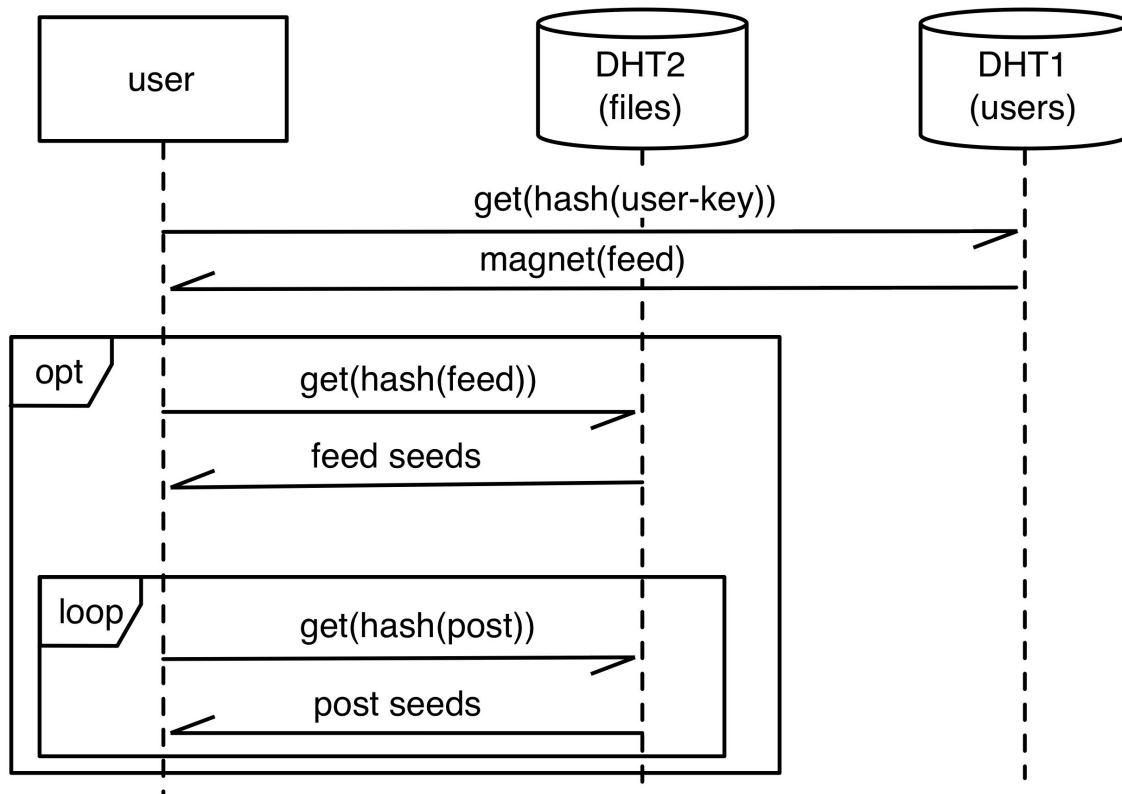 user
DHT2
(files)
DHT1
(users)
get(hash(user-key))
magnet(feed)
opt
get(hash(feed))
feed seeds
loop
get(hash(post))
post seeds